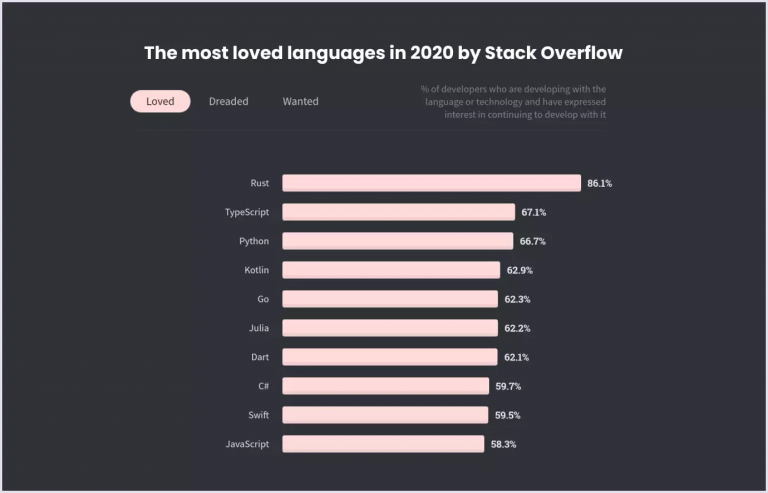 The most loved languages in 2020 by Stack Overflow
Loved Dreaded Wanted
% of developers who are developing with the
language or technology and have expressed
interest in continuing to develop with it
Rust 86.1%
TypeScript 67.1%
Python 66.7%
Kotlin 62.9%
Go 62.3%
Julia 62.2%
Dart 62.1%
C# 59.7%
Swift 59.5%
JavaScript 58.3%